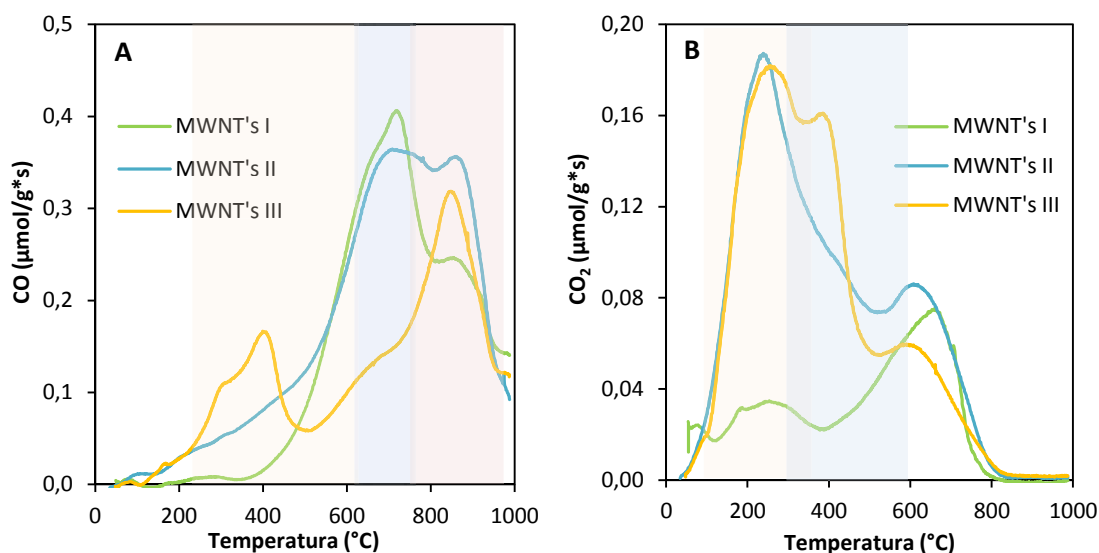 A
CO (µmol/g*s)
0,5
0,4
0,3
0,2
0,1
0,0
MWNT's I
MWNT's II
MWNT's III
0 200 400 600 800 1000
Temperatura (°C)
B
CO₂ (µmol/g*s)
0,20
0,16
0,12
0,08
0,04
0,00
MWNT's I
MWNT's II
MWNT's III
0 200 400 600 800 1000
Temperatura (°C)